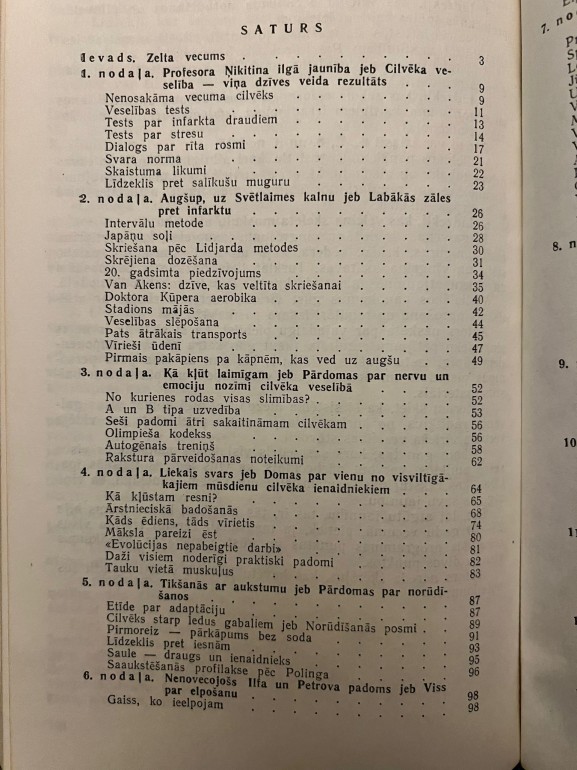 SATURS
Ievads. Zelta vecums . . . . . . . . . 3
1. nodaļa. Profesora Ņikitina ilgā jaunība jeb Cilvēka ve-
selība — viņa dzīves veida rezultāts . . . 9
Nenosakāma vecuma cilvēks . . . . . . . 9
Veselības tests . . . . . . . . . . 11
Tests par infarkta draudiem . . . . . . . 13
Tests par stresu . . . . . . . . . . 14
Dialogs par rīta rosmi . . . . . . . . 17
Svara norma . . . . . . . . . . 21
Skaistuma likumi . . . . . . . . . . 22
Līdzeklis pret salīkušu muguru . . . . . . . 23
2. nodaļa. Augšup, uz Svētlaimes kalnu jeb Labākās zāles
pret infarktu . . . . . . . . . 26
Intervālu metode . . . . . . . . . . 26
Japāņu soļi . . . . . . . . . . 28
Skriešana pēc Lidjarda metodes . . . . . . . 30
Skrējiena dozēšana . . . . . . . . . 31
20. gadsimta piedzīvojums . . . . . . . . 34
Van Ākens: dzīve, kas veltīta skriešanai . . . . . 35
Doktora Kūpera aerobika . . . . . . . . 40
Stadions mājās . . . . . . . . . . 42
Veselības slēpošana . . . . . . . . . 44
Pats ātrākais transports . . . . . . . . 45
Vīrieši ūdenī . . . . . . . . . . 47
Pirmais pakāpiens pa kāpnēm, kas ved uz augšu . . . 49
3. nodaļa. Kā kļūt laimīgam jeb Pārdomas par nervu un
emociju nozīmi cilvēka veselībā . . . . . 52
No kurienes rodas visas slimības? . . . . . . 52
A un B tipa uzvedība . . . . . . . . 53
Seši padomi ātri sakaitināmam cilvēkam . . . . . 56
Olimpieša kodekss . . . . . . . . . 56
Autogēnais treniņš . . . . . . . . . 58
Rakstura pārveidošanas noteikumi . . . . . . 62
4. nodaļa. Liekais svars jeb Domas par vienu no visviltīgā-
kajiem mūsdienu cilvēka ienaidniekiem . . . 64
Kā kļūstam resni? . . . . . . . . . 65
Ārstnieciskā badošanās . . . . . . . . 68
Kāds ēdiens, tāds vīrietis . . . . . . . . 74
Māksla pareizi ēst . . . . . . . . . 80
«Evolūcijas nepabeigtie darbi» . . . . . . . 81
Daži visiem noderīgi praktiski padomi . . . . . 82
Tauku vietā muskuļus . . . . . . . . 83
5. nodaļa. Tikšanās ar aukstumu jeb Pārdomas par norūdī-
šanos . . . . . . . . . . 87
Etīde par adaptāciju . . . . . . . . . 87
Cilvēks starp ledus gabaliem jeb Norūdīšanās posmi . . 89
Pirmoreiz — pārkāpums bez soda . . . . . . 91
Līdzeklis pret iesnām . . . . . . . . 93
Saule — draugs un ienaidnieks . . . . . . . 95
Saaukstēšanās profilakse pēc Polinga . . . . . 96
6. nodaļa. Nenovecojošs Ilfa un Petrova padoms jeb Viss
par elpošanu . . . . . . . . . 98
Gaiss, ko ieelpojam . . . . . . . . . 98
7. no
8. n
9.
10
11